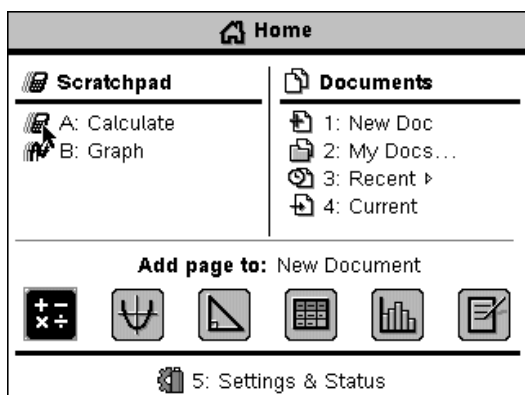 Home
Scratchpad
A: Calculate
B: Graph
Documents
1: New Doc
2: My Docs...
3: Recent ▹
4: Current
Add page to: New Document
5: Settings & Status